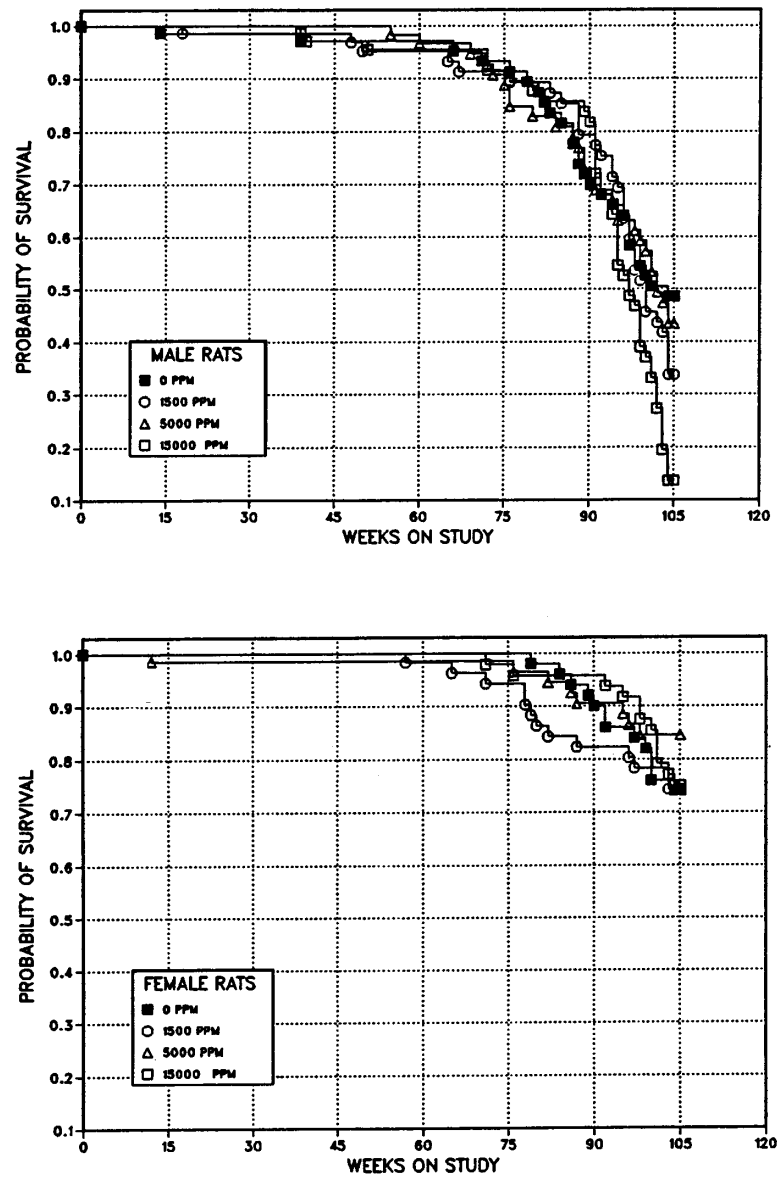 1.0
0.9
0.8
0.7
0.6
0.5
0.4
0.3
0.2
0.1
PROBABILITY OF SURVIVAL
MALE RATS
0 PPM
1500 PPM
5000 PPM
15000 PPM
0 15 30 45 60 75 90 105 120
WEEKS ON STUDY
1.0
0.9
0.8
0.7
0.6
0.5
0.4
0.3
0.2
0.1
PROBABILITY OF SURVIVAL
FEMALE RATS
0 PPM
1500 PPM
5000 PPM
15000 PPM
0 15 30 45 60 75 90 105 120
WEEKS ON STUDY